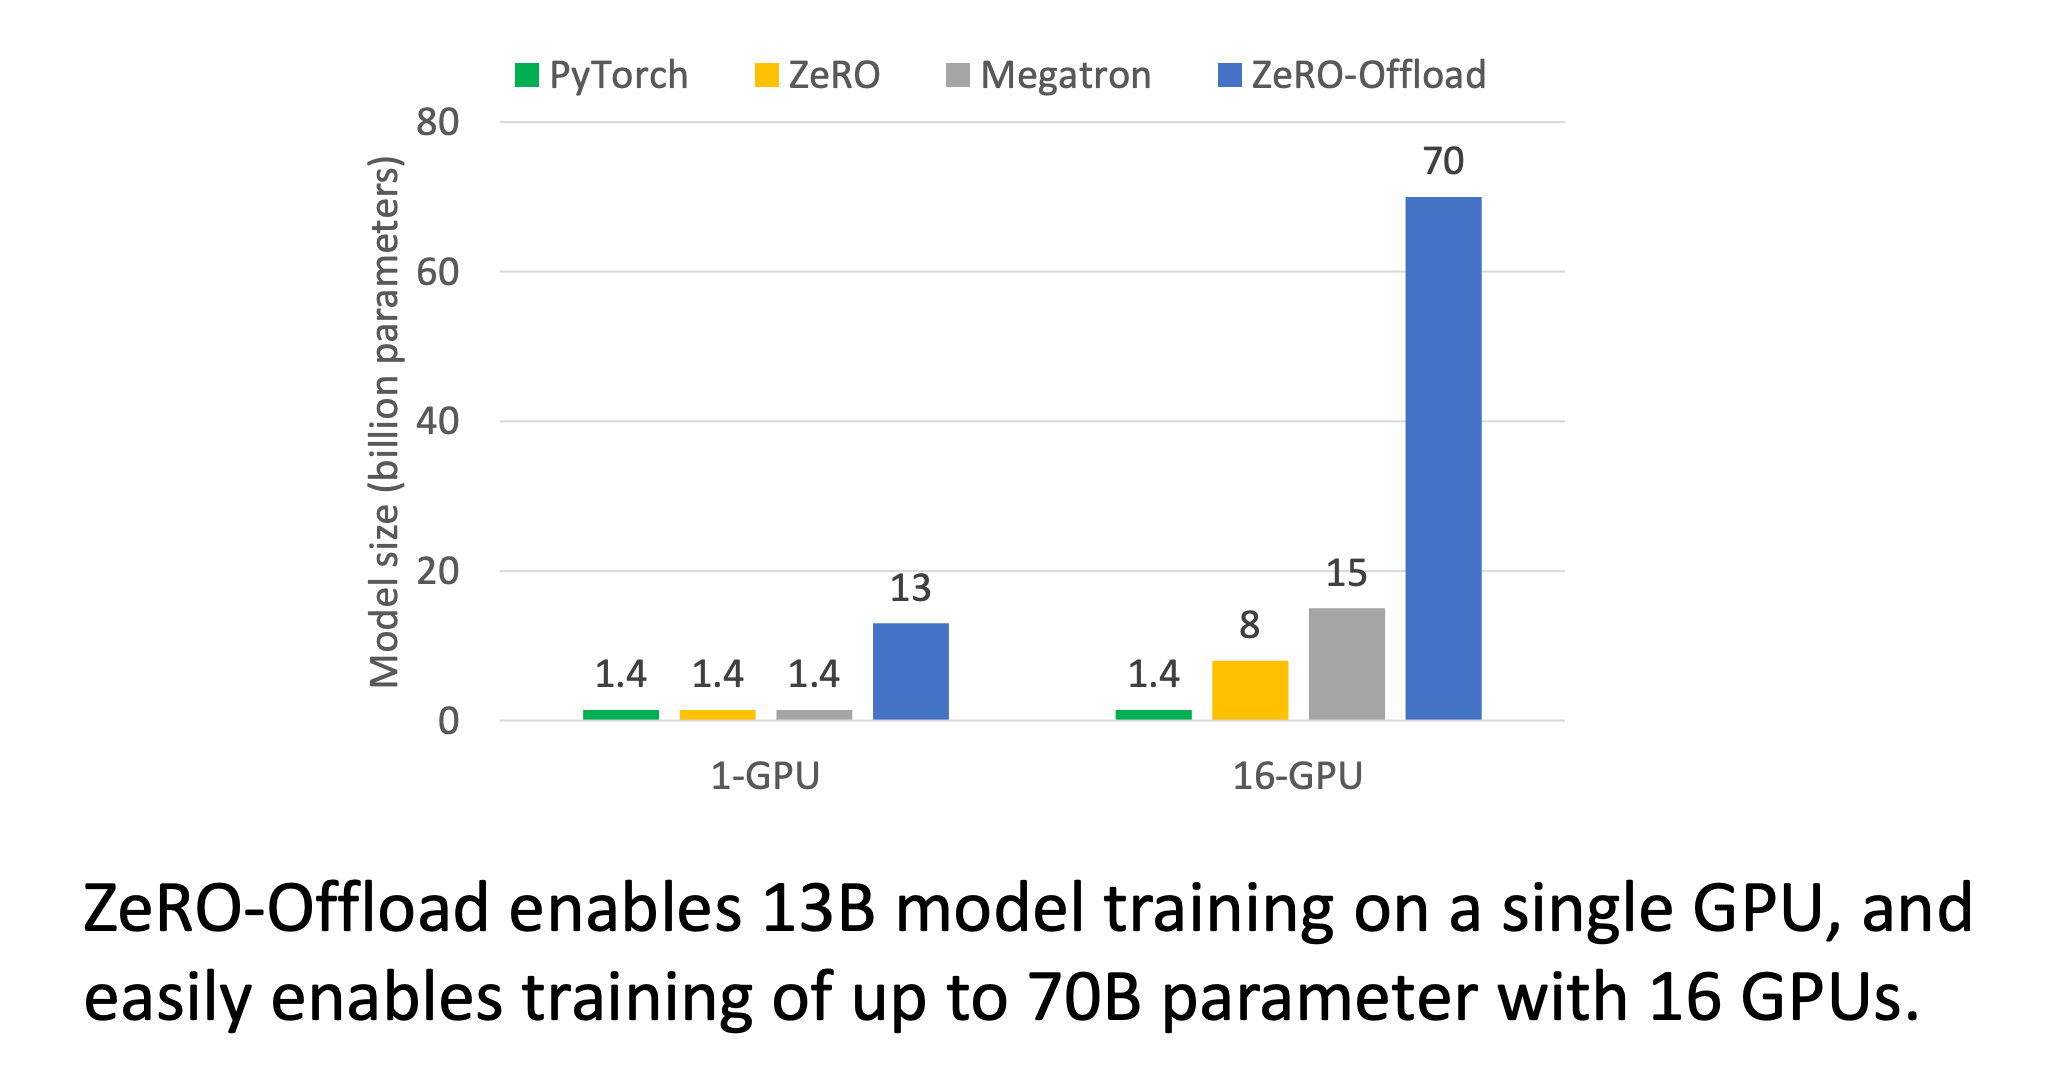 PyTorch ZeRO Megatron ZeRO-Offload
Model size (billion parameters)
80
60
40
20
0
1.4 1.4 1.4 13
1.4 8 15 70
1-GPU 16-GPU
ZeRO-Offload enables 13B model training on a single GPU, and
easily enables training of up to 70B parameter with 16 GPUs.